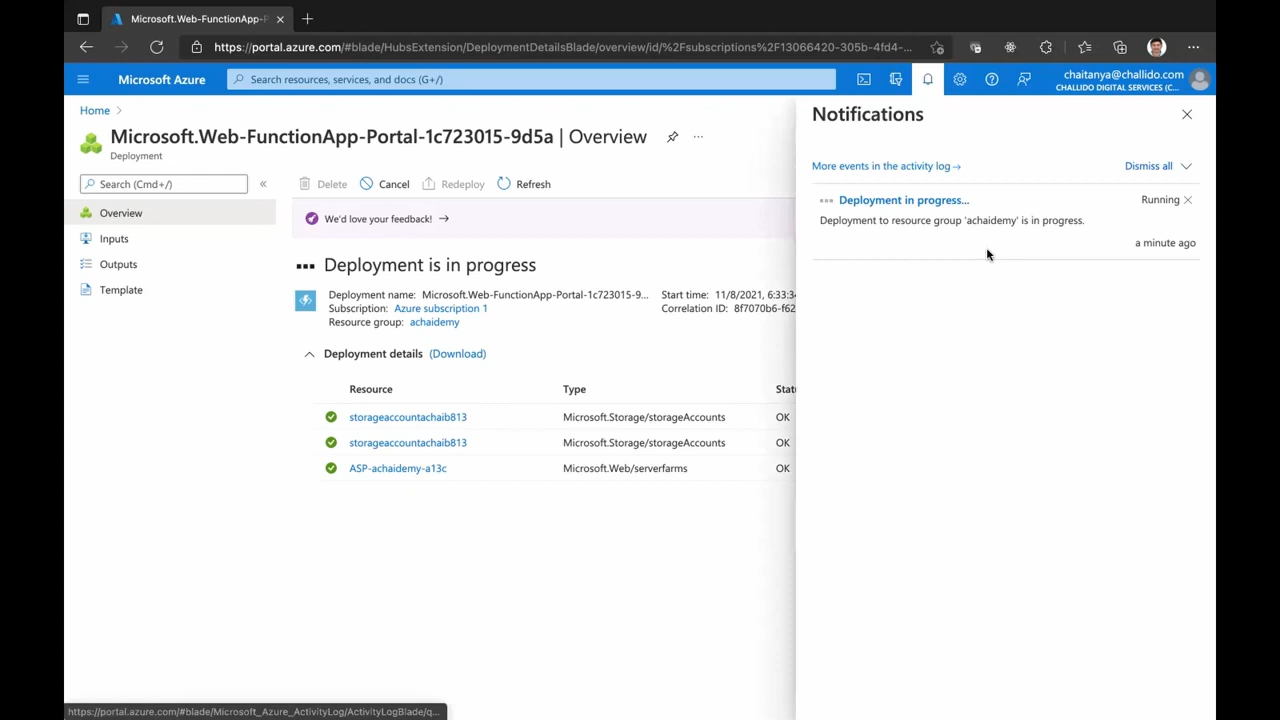 Microsoft.Web-FunctionApp-P
https://portal.azure.com/#blade/HubsExtension/DeploymentDetailsBlade/overview/id/%2Fsubscriptions%2F13066420-305b-4fd4-...
Microsoft Azure
Search resources, services, and docs (G+/)
chaitanya@challido.com
CHALLIDO DIGITAL SERVICES (C...
Home
Microsoft.Web-FunctionApp-Portal-1c723015-9d5a | Overview
Deployment
Search (Cmd+/)
Delete
Cancel
Redeploy
Refresh
Overview
Inputs
Outputs
Template
We'd love your feedback! →
Deployment is in progress
Deployment name: Microsoft.Web-FunctionApp-Portal-1c723015-9...
Subscription: Azure subscription 1
Resource group: achaidemy
Start time: 11/8/2021, 6:33:34
Correlation ID: 8f7070b6-f62
Deployment details (Download)
Resource Type Statu
storageaccountachaib813 Microsoft.Storage/storageAccounts OK
storageaccountachaib813 Microsoft.Storage/storageAccounts OK
ASP-achaidemy-a13c Microsoft.Web/serverfarms OK
Notifications
More events in the activity log →
Dismiss all
Deployment in progress... Running
Deployment to resource group 'achaidemy' is in progress.
a minute ago
https://portal.azure.com/#blade/Microsoft_Azure_ActivityLog/ActivityLogBlade/q...